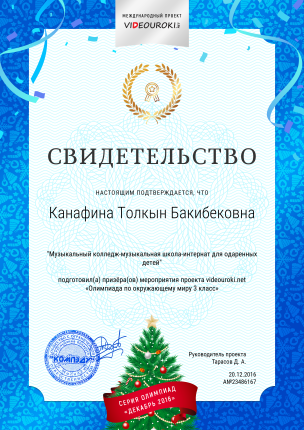 МЕЖДУНАРОДНЫЙ ПРОЕКТ
VIDEOUROKI
СВИДЕТЕЛЬСТВО
НАСТОЯЩИМ ПОДТВЕРЖДАЕТСЯ, ЧТО
Канафина Толкын Бакибековна
"Музыкальный колледж-музыкальная школа-интернат для одаренных
детей"
подготовил(а) призёра(ов) мероприятия проекта videouroki.net
«Олимпиада по окружающему миру 3 класс»
Руководитель проекта
Тарасов Д. А.
"КОМПЭДУ"
20.12.2016
А№23486167
СЕРИЯ ОЛИМПИАД
«ДЕКАБРЬ 2016»